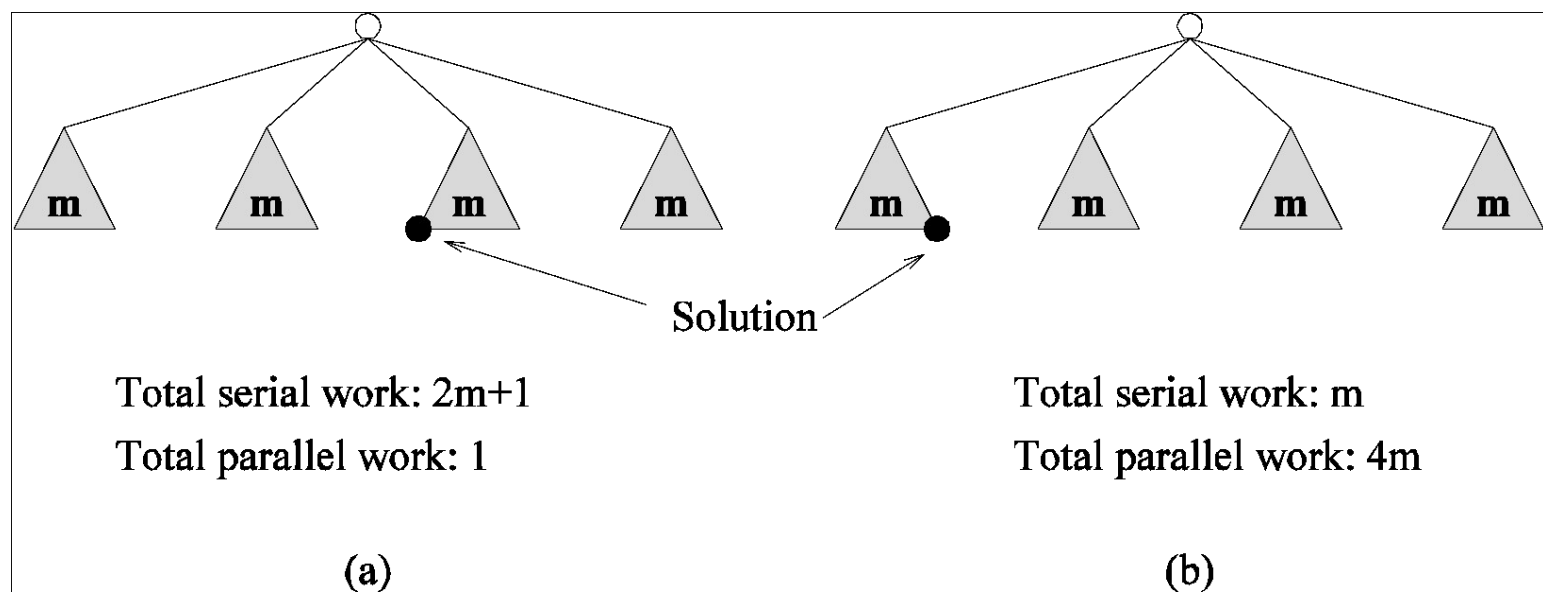 m m m m m m m m
Solution
Total serial work: 2m+1
Total parallel work: 1
Total serial work: m
Total parallel work: 4m
(a)
(b)